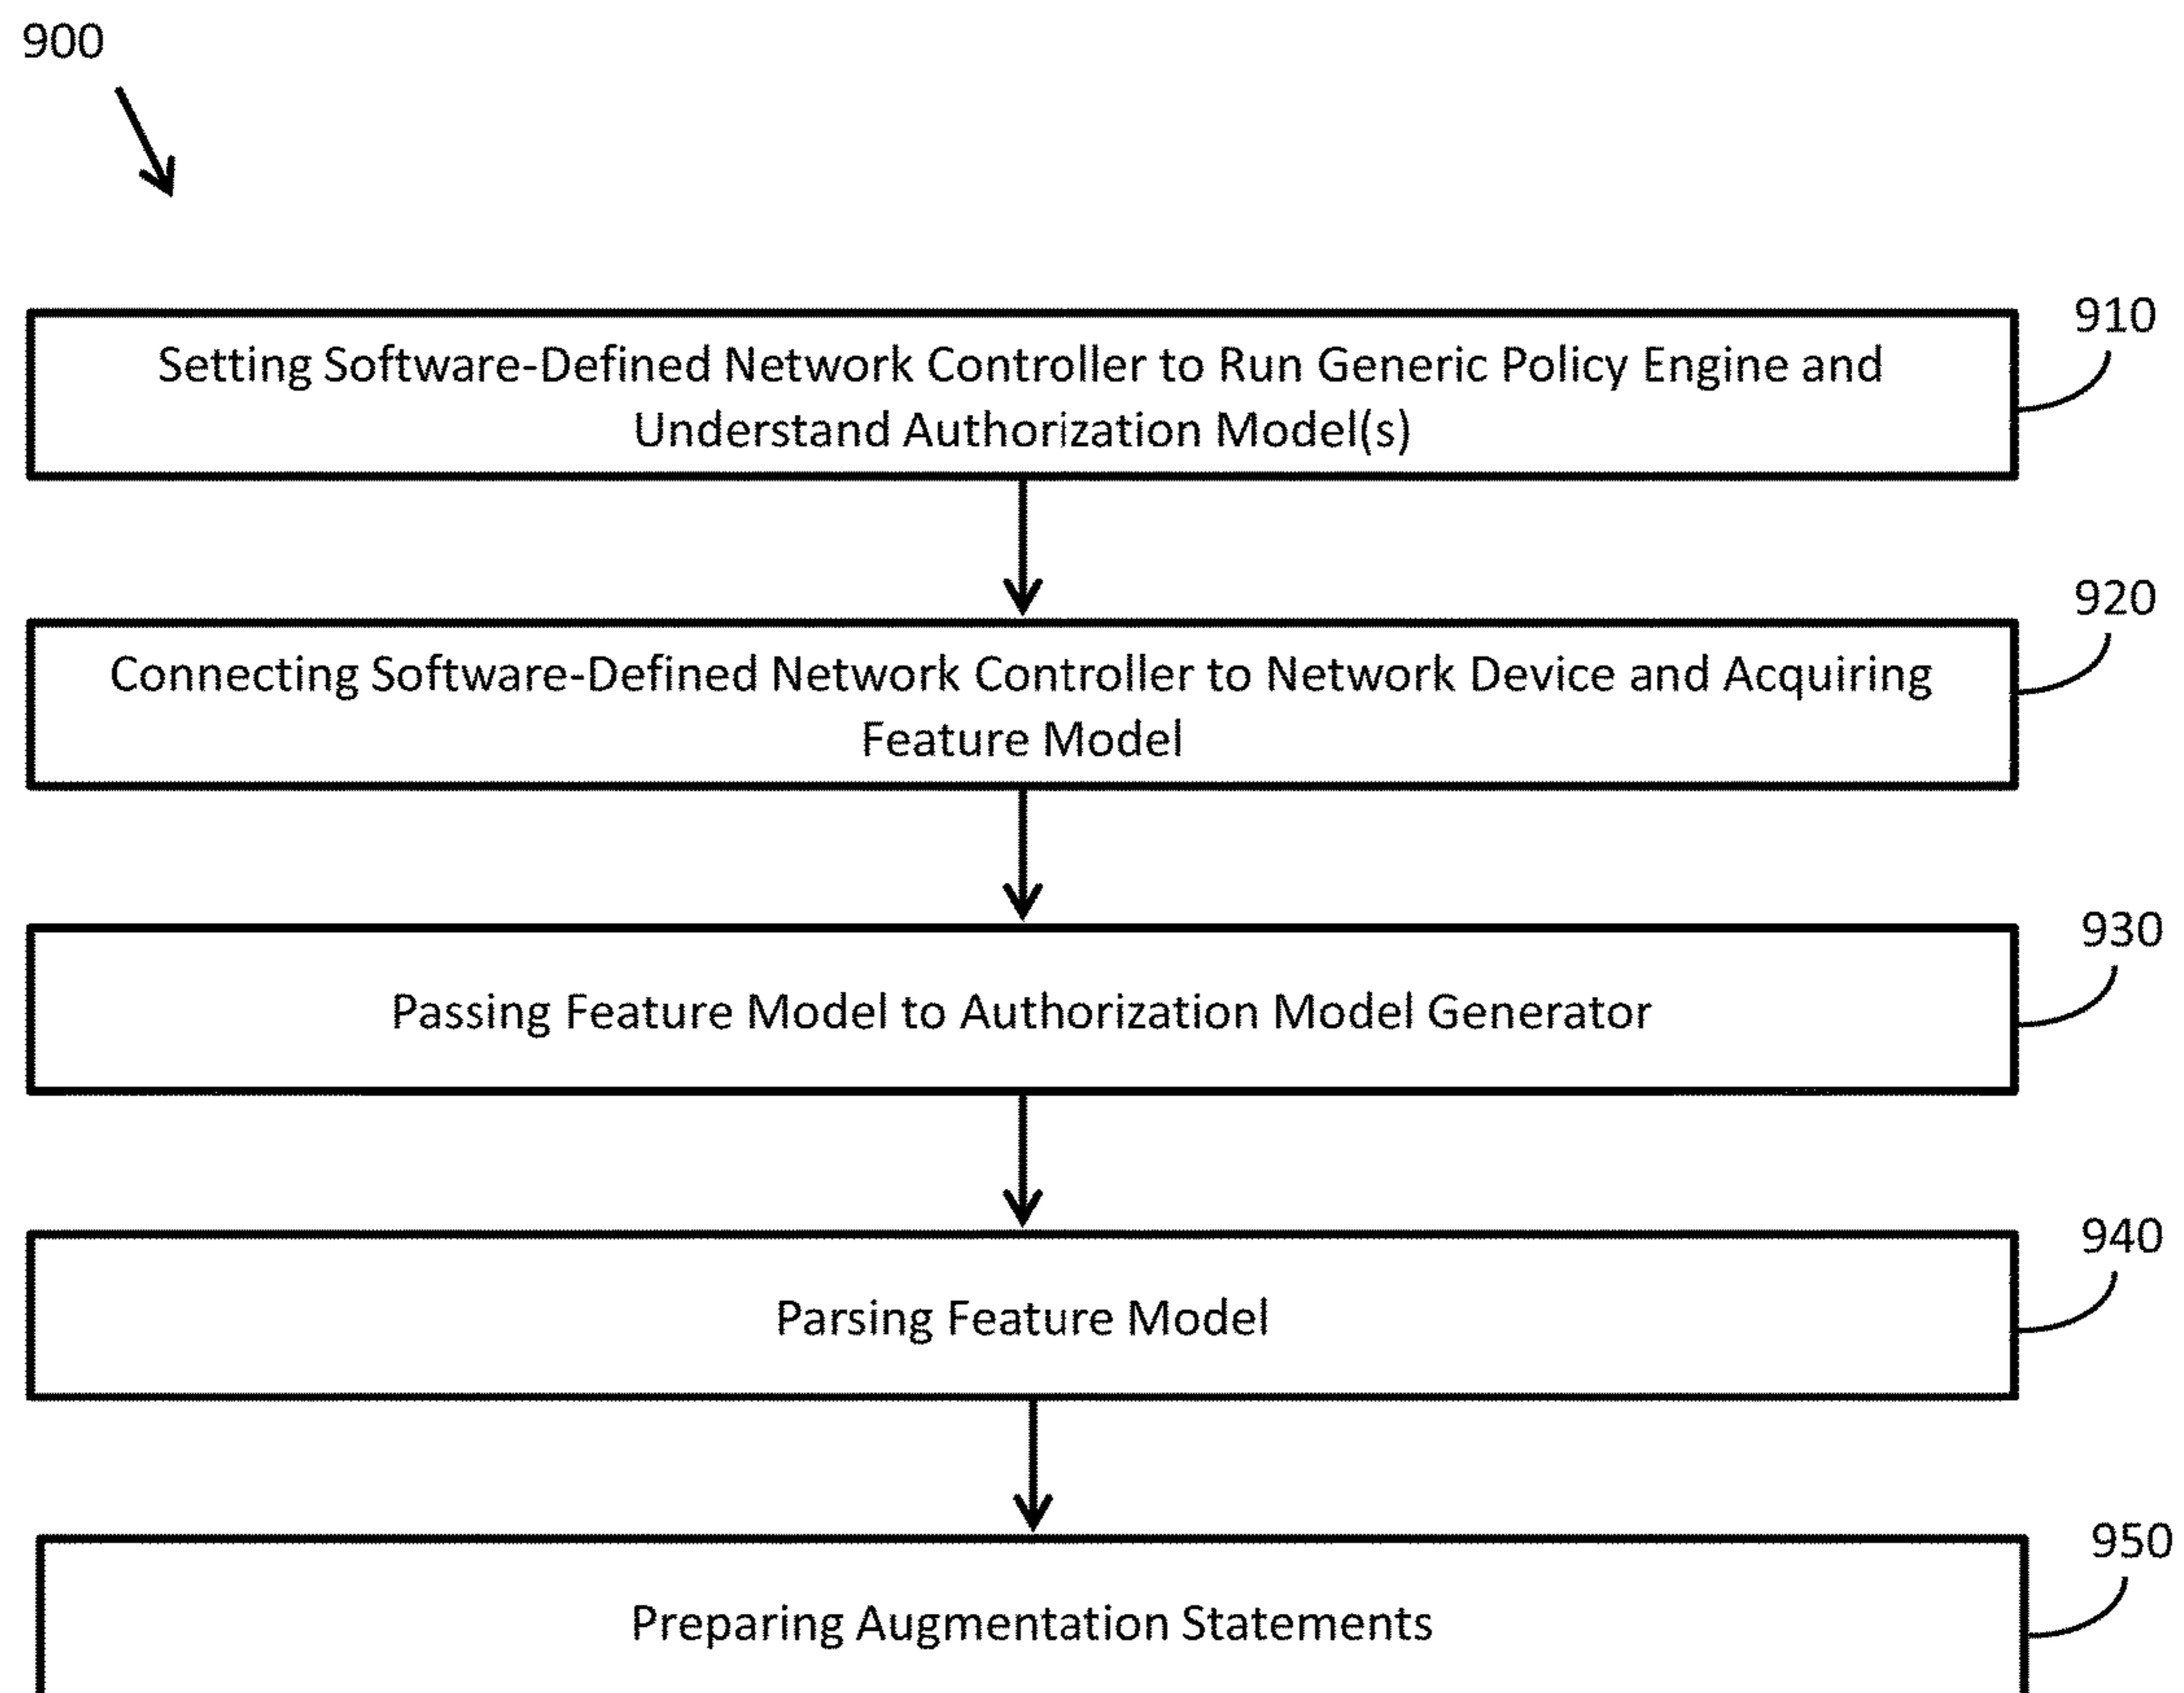 900
910
Setting Software-Defined Network Controller to Run Generic Policy Engine and
Understand Authorization Model(s)
920
Connecting Software-Defined Network Controller to Network Device and Acquiring
Feature Model
930
Passing Feature Model to Authorization Model Generator
940
Parsing Feature Model
950
Preparing Augmentation Statements